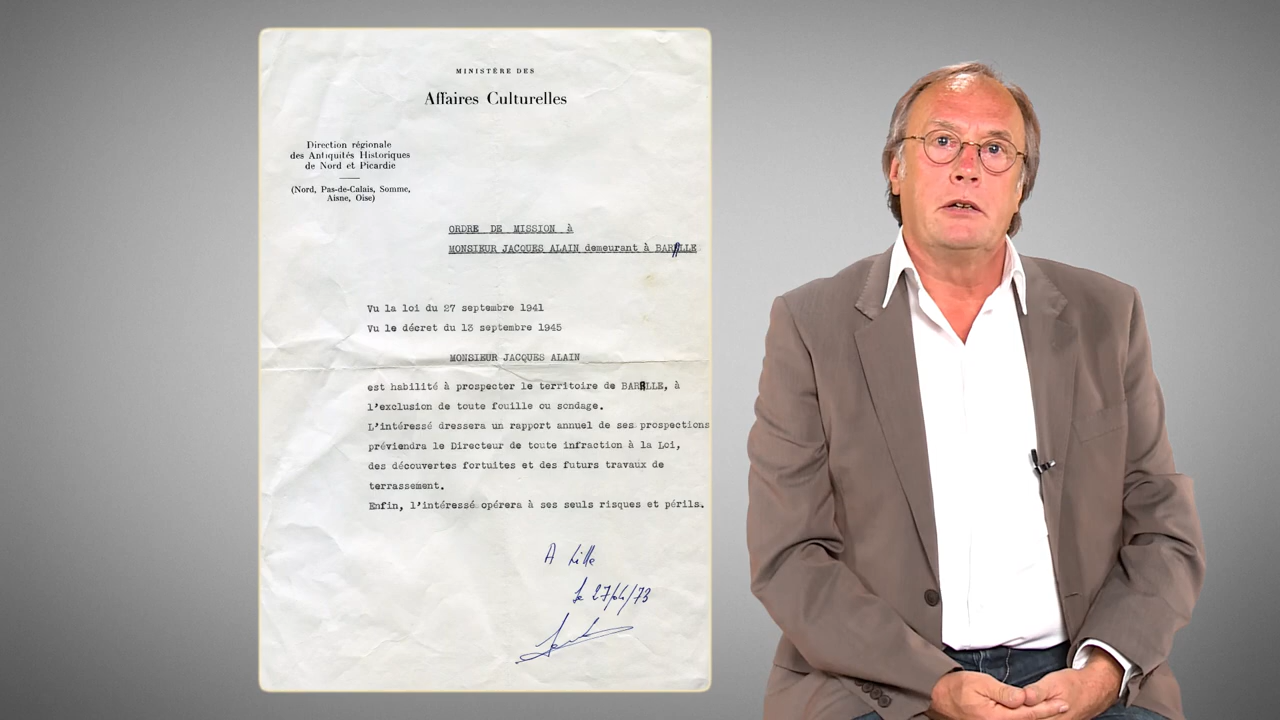 MINISTÈRE DES
Affaires Culturelles
Direction régionale
des Antiquités Historiques
de Nord et Picardie
(Nord, Pas-de-Calais, Somme,
Aisne, Oise)
ORDRE DE MISSION à
MONSIEUR JACQUES ALAIN demeurant à BARALLE
Vu la loi du 27 septembre 1941
Vu le décret du 13 septembre 1945
MONSIEUR JACQUES ALAIN
est habilité à prospecter le territoire de BARALLE, à
l'exclusion de toute fouille ou sondage.
L'intéressé dressera un rapport annuel de ses prospections
préviendra le Directeur de toute infraction à la Loi,
des découvertes fortuites et des futurs travaux de
terrassement.
Enfin, l'intéressé opérera à ses seuls risques et périls.
A Lille
le 27/04/73